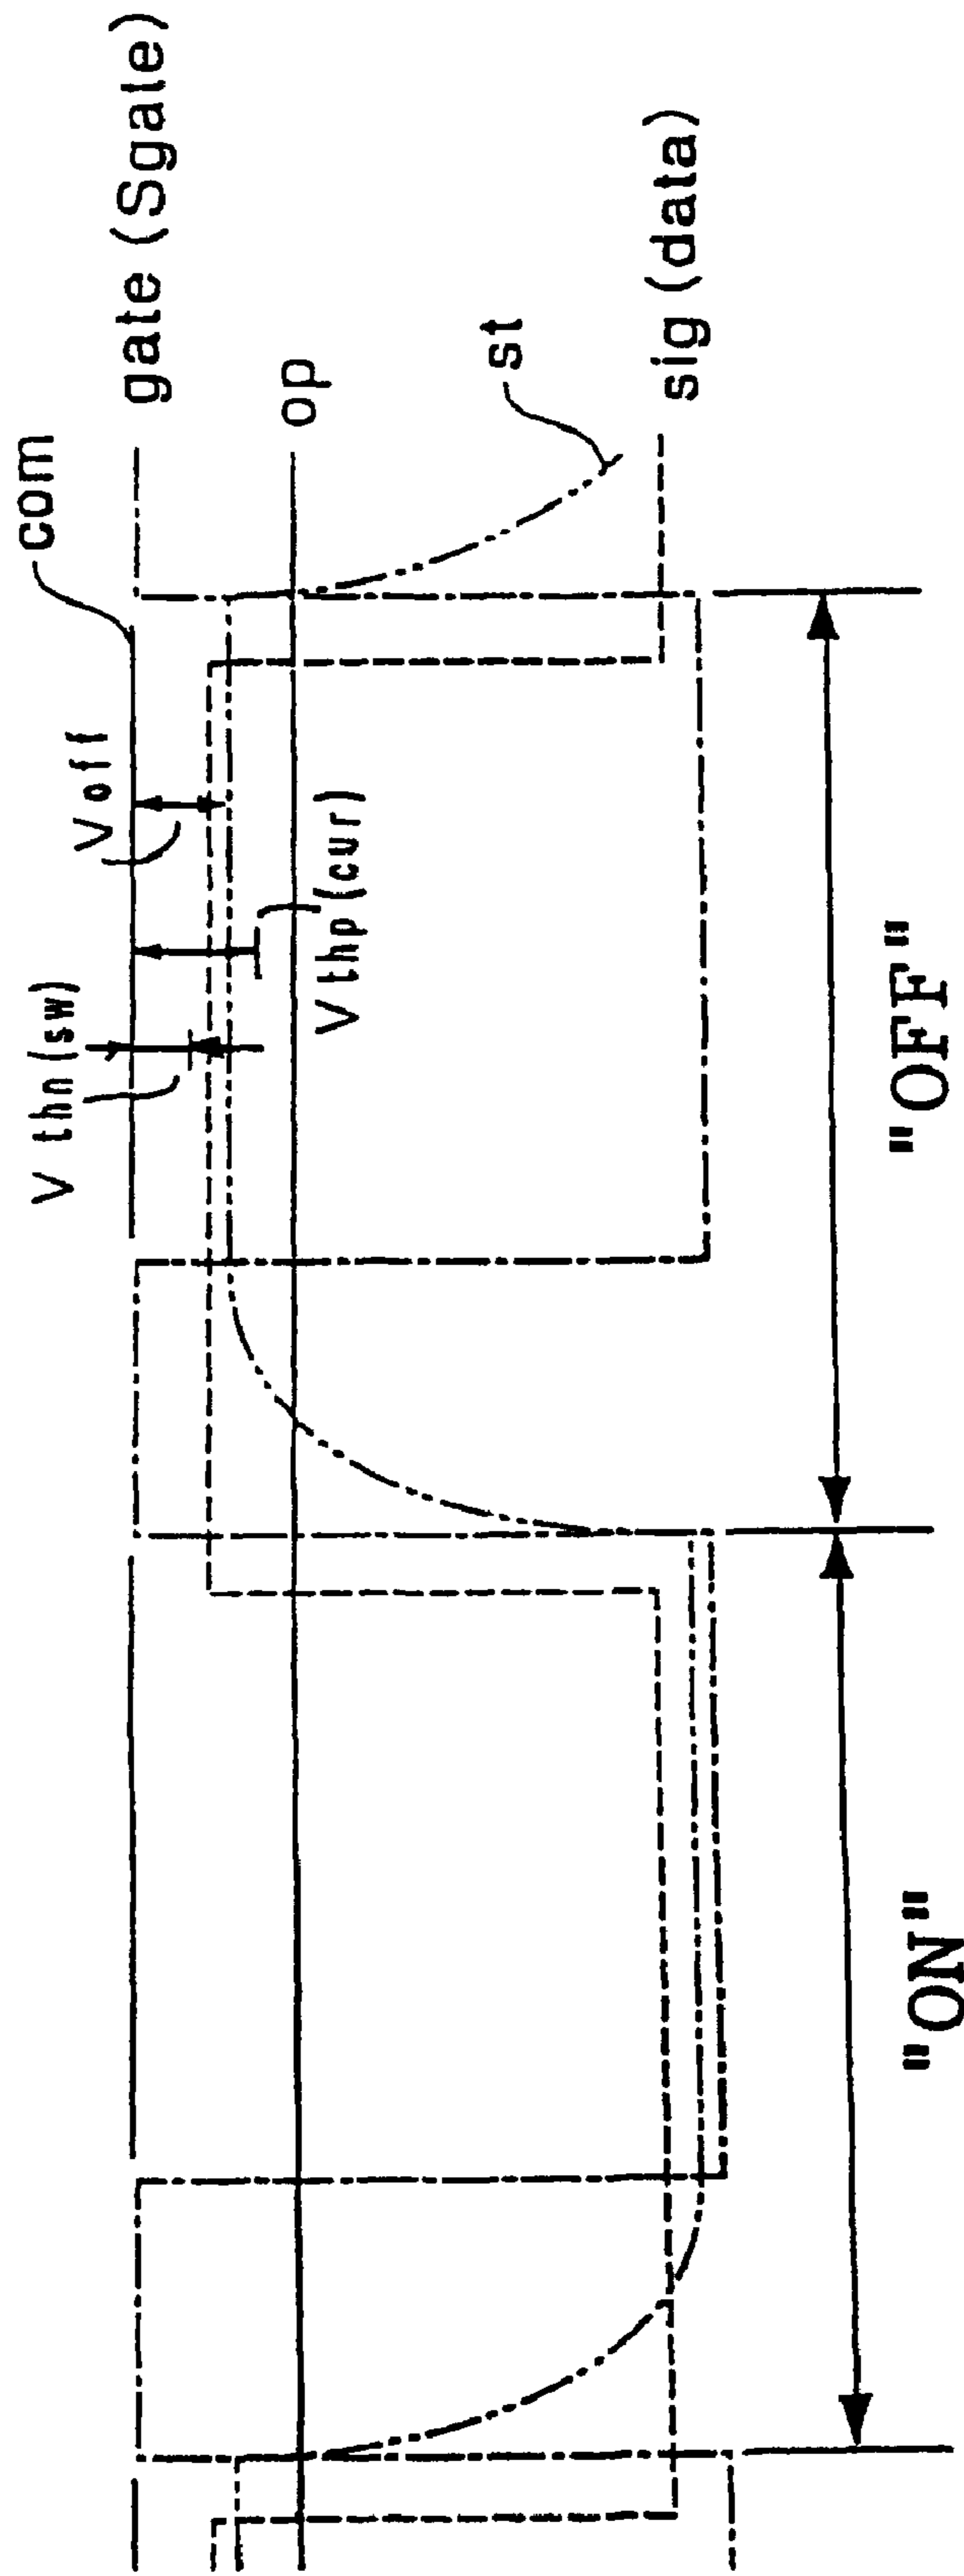 gate (Sgate)
com
op
st
sig (data)
Voff
Vthp(cur)
Vthn(sw)
"OFF"
"ON"